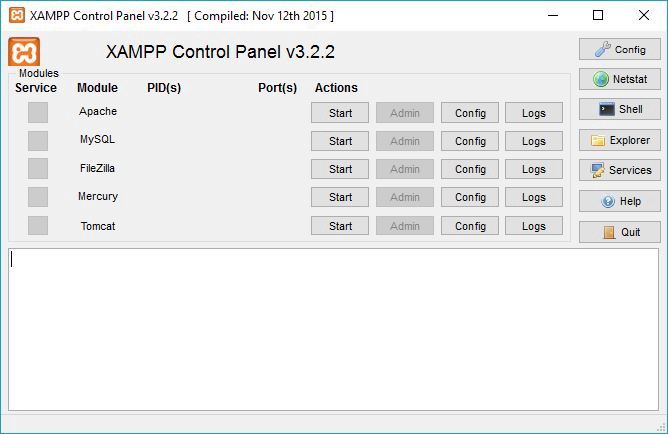 XAMPP Control Panel v3.2.2 [ Compiled: Nov 12th 2015 ]
XAMPP Control Panel v3.2.2
Config
Modules
Service Module PID(s) Port(s) Actions
Netstat
Apache Start Admin Config Logs
Shell
MySQL Start Admin Config Logs
Explorer
FileZilla Start Admin Config Logs
Services
Mercury Start Admin Config Logs
Help
Tomcat Start Admin Config Logs
Quit